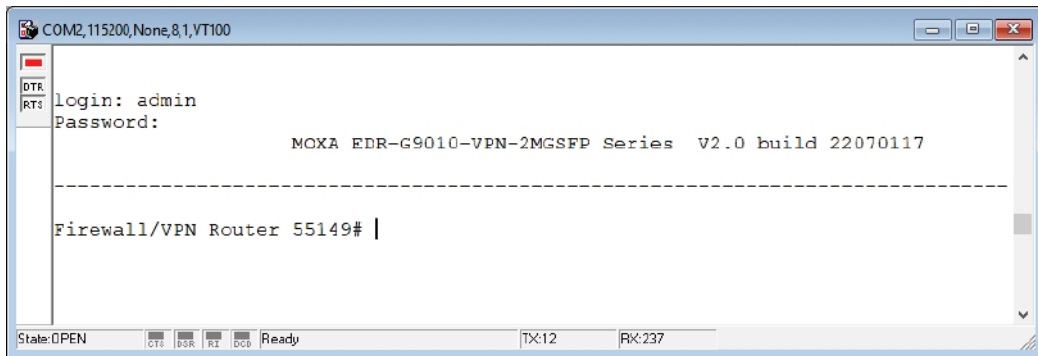 COM2,115200,None,8,1,VT100
DTR
RTS
login: admin
Password:
MOXA EDR-G9010-VPN-2MGSFP Series V2.0 build 22070117
--------------------------------------------------------------------------------
Firewall/VPN Router 55149#
State:OPEN CTS DSR RI DCD Ready TX:12 RX:237